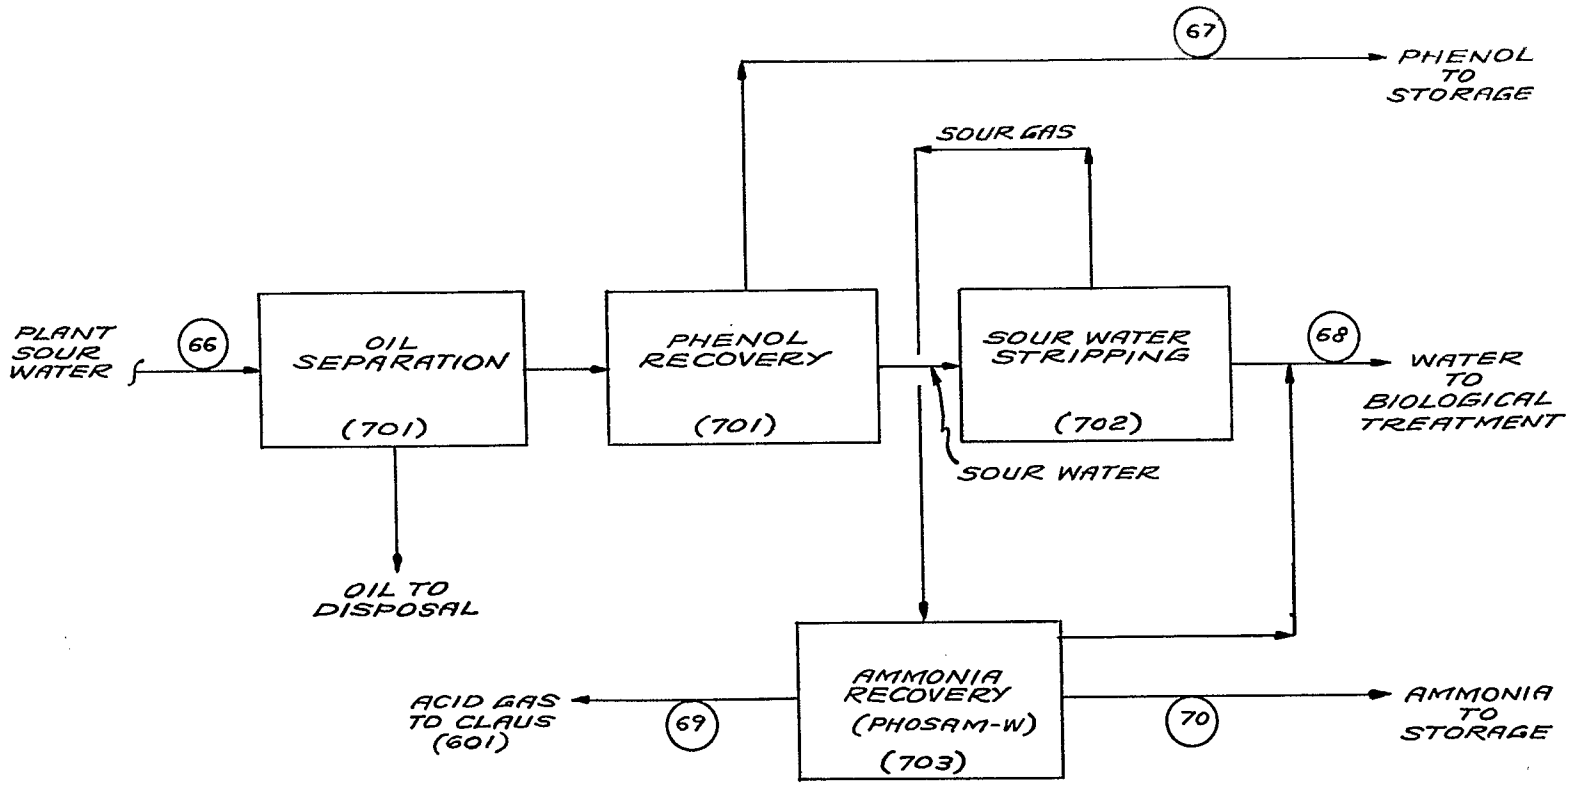 67
PHENOL
TO
STORAGE
SOUR GAS
PLANT
SOUR
WATER
66
OIL
SEPARATION
(701)
PHENOL
RECOVERY
(701)
SOUR WATER
STRIPPING
(702)
68
WATER
TO
BIOLOGICAL
TREATMENT
SOUR WATER
OIL TO
DISPOSAL
ACID GAS
TO CLAUS
(601)
69
AMMONIA
RECOVERY
(PHOSAM-W)
(703)
70
AMMONIA
TO
STORAGE